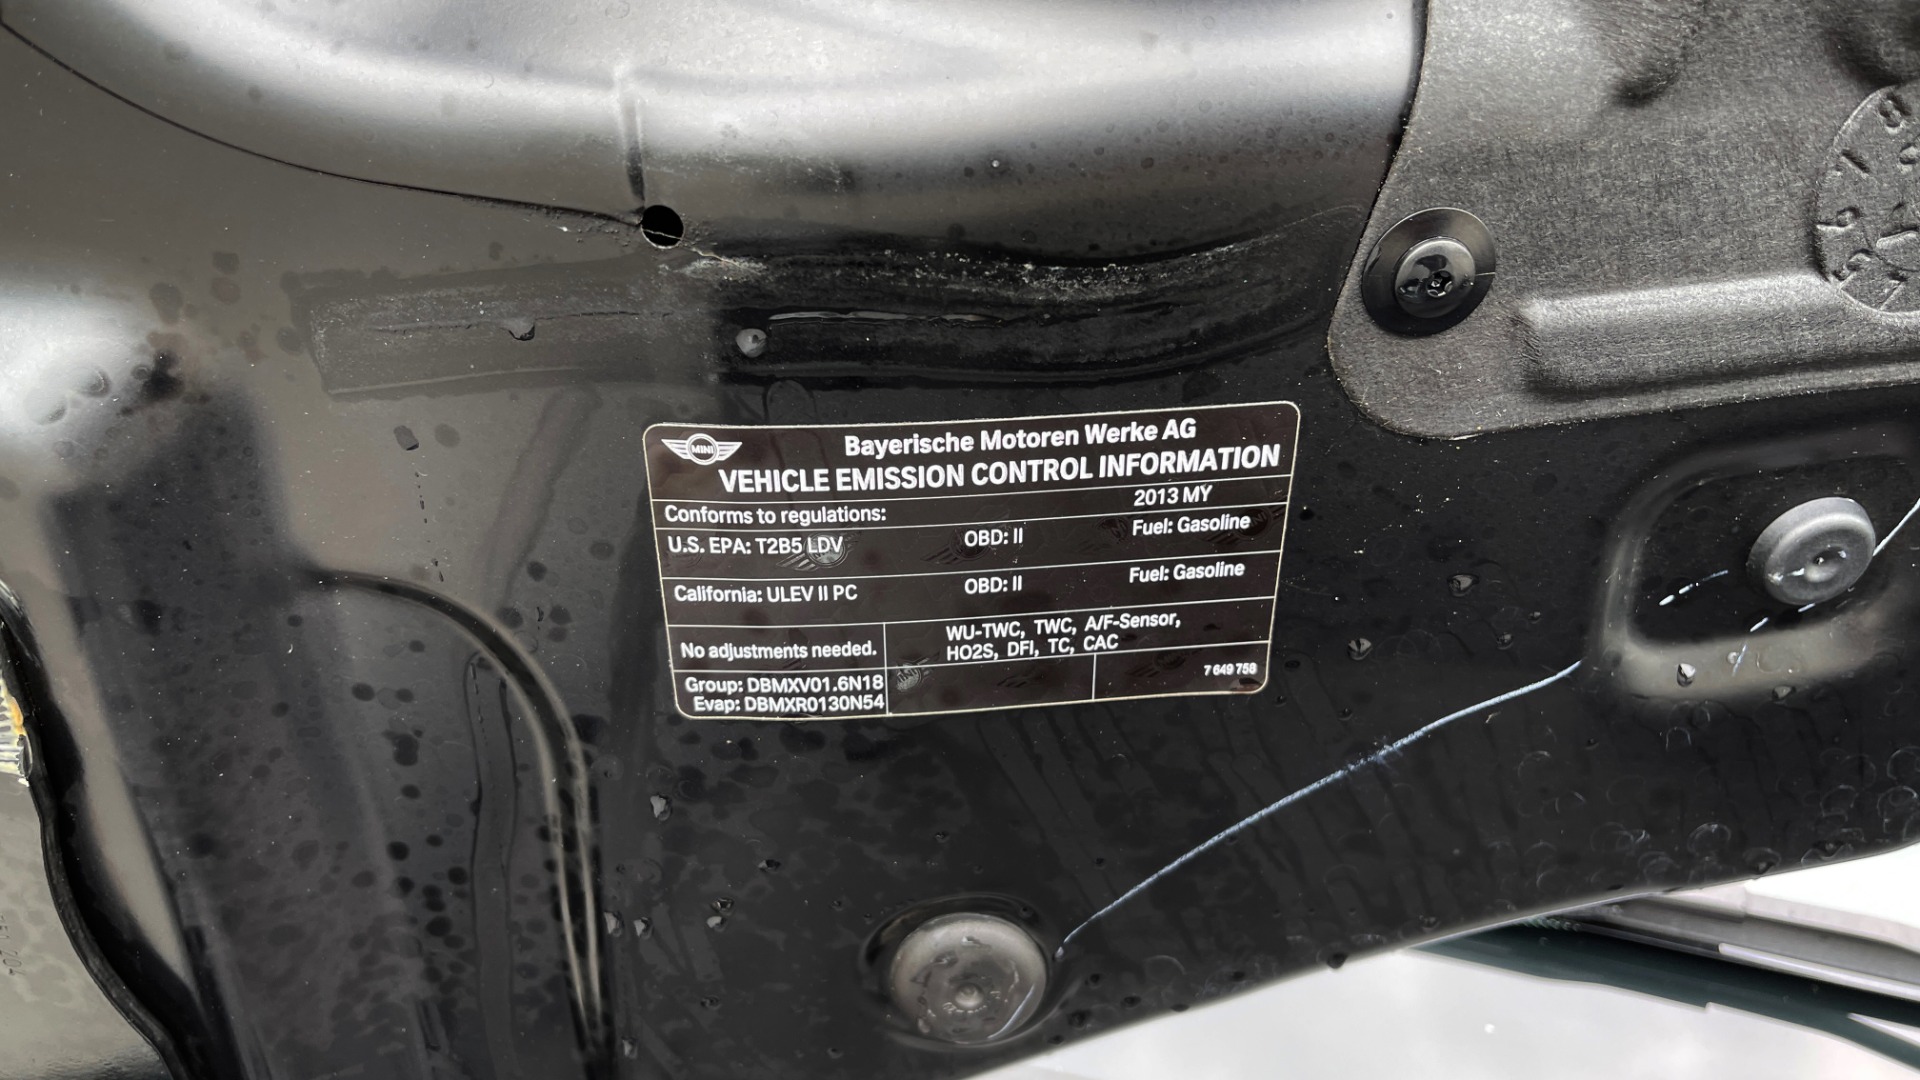 MINI
Bayerische Motoren Werke AG
VEHICLE EMISSION CONTROL INFORMATION
Conforms to regulations: 2013 MY
U.S. EPA: T2B5 LDV OBD: II Fuel: Gasoline
California: ULEV II PC OBD: II Fuel: Gasoline
No adjustments needed.
WU-TWC, TWC, A/F-Sensor,
HO2S, DFI, TC, CAC
Group: DBMXV01.6N18
Evap: DBMXR0130N54
7 649 758